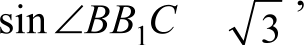 sin ∠BB₁C √3 ,